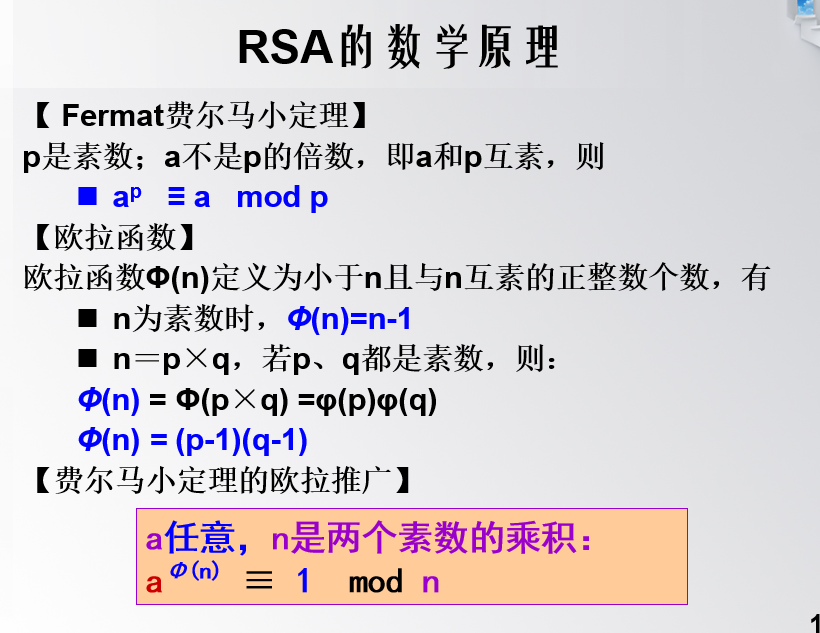 RSA的数学原理
【 Fermat费尔马小定理】
p是素数；a不是p的倍数，即a和p互素，则
■ aᵖ ≡ a mod p
【欧拉函数】
欧拉函数Φ(n)定义为小于n且与n互素的正整数个数，有
■ n为素数时，Φ(n)=n-1
■ n＝p×q，若p、q都是素数，则：
Φ(n) = Φ(p×q) =φ(p)φ(q)
Φ(n) = (p-1)(q-1)
【费尔马小定理的欧拉推广】
a任意，n是两个素数的乘积：
a^Φ(n) ≡ 1 mod n
1